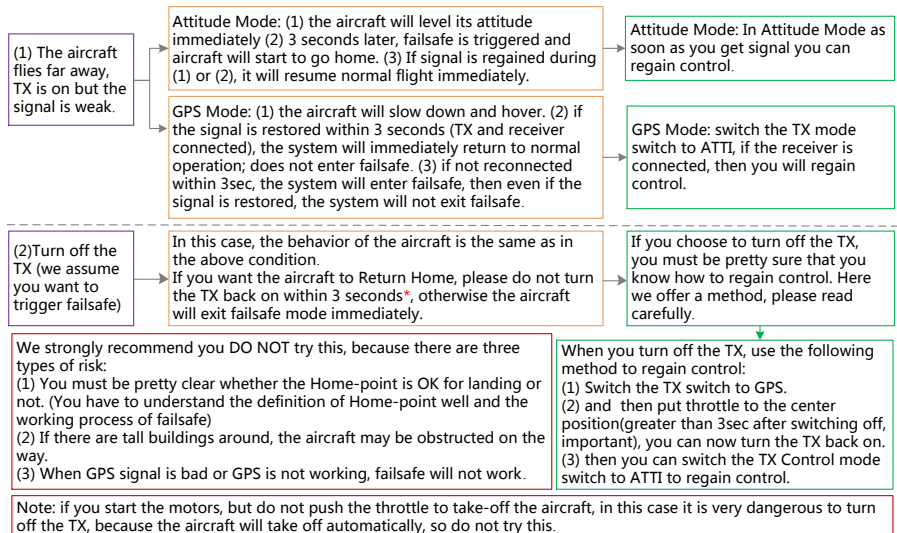 (1) The aircraft
flies far away,
TX is on but the
signal is weak.
Attitude Mode: (1) the aircraft will level its attitude
immediately (2) 3 seconds later, failsafe is triggered and
aircraft will start to go home. (3) If signal is regained during
(1) or (2), it will resume normal flight immediately.
Attitude Mode: In Attitude Mode as
soon as you get signal you can
regain control.
GPS Mode: (1) the aircraft will slow down and hover. (2) if
the signal is restored within 3 seconds (TX and receiver
connected), the system will immediately return to normal
operation; does not enter failsafe. (3) if not reconnected
within 3sec, the system will enter failsafe, then even if the
signal is restored, the system will not exit failsafe.
GPS Mode: switch the TX mode
switch to ATTI, if the receiver is
connected, then you will regain
control.
(2)Turn off the
TX (we assume
you want to
trigger failsafe)
In this case, the behavior of the aircraft is the same as in
the above condition.
If you want the aircraft to Return Home, please do not turn
the TX back on within 3 seconds*, otherwise the aircraft
will exit failsafe mode immediately.
If you choose to turn off the TX,
you must be pretty sure that you
know how to regain control. Here
we offer a method, please read
carefully.
We strongly recommend you DO NOT try this, because there are three
types of risk:
(1) You must be pretty clear whether the Home-point is OK for landing or
not. (You have to understand the definition of Home-point well and the
working process of failsafe)
(2) If there are tall buildings around, the aircraft may be obstructed on the
way.
(3) When GPS signal is bad or GPS is not working, failsafe will not work.
When you turn off the TX, use the following
method to regain control:
(1) Switch the TX switch to GPS.
(2) and then put throttle to the center
position(greater than 3sec after switching off,
important), you can now turn the TX back on.
(3) then you can switch the TX Control mode
switch to ATTI to regain control.
Note: if you start the motors, but do not push the throttle to take-off the aircraft, in this case it is very dangerous to turn
off the TX, because the aircraft will take off automatically, so do not try this.